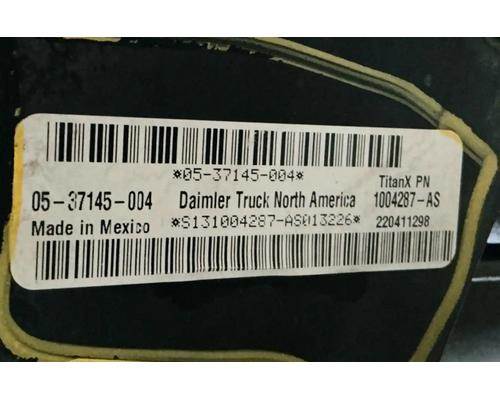 *05-37145-004*
TitanX PN
05-37145-004 Daimler Truck North America 1004287-AS
Made in Mexico *S131004287-AS013226* 220411298